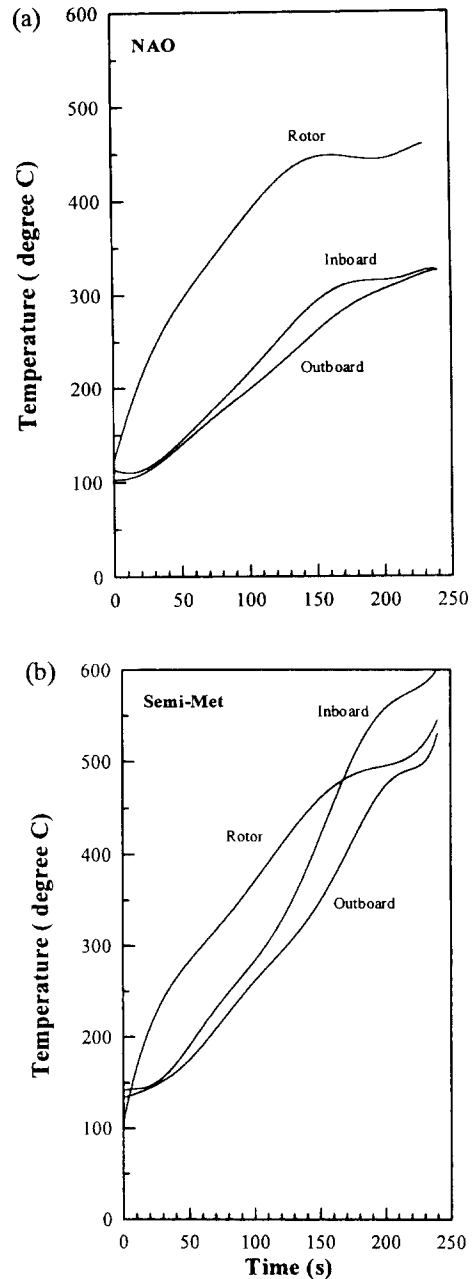 (a)
NAO
600
500
400
300
200
100
0
Temperature ( degree C)
Rotor
Inboard
Outboard
0 50 100 150 200 250
(b)
Semi-Met
600
500
400
300
200
100
0
Temperature ( degree C)
Inboard
Rotor
Outboard
0 50 100 150 200 250
Time (s)